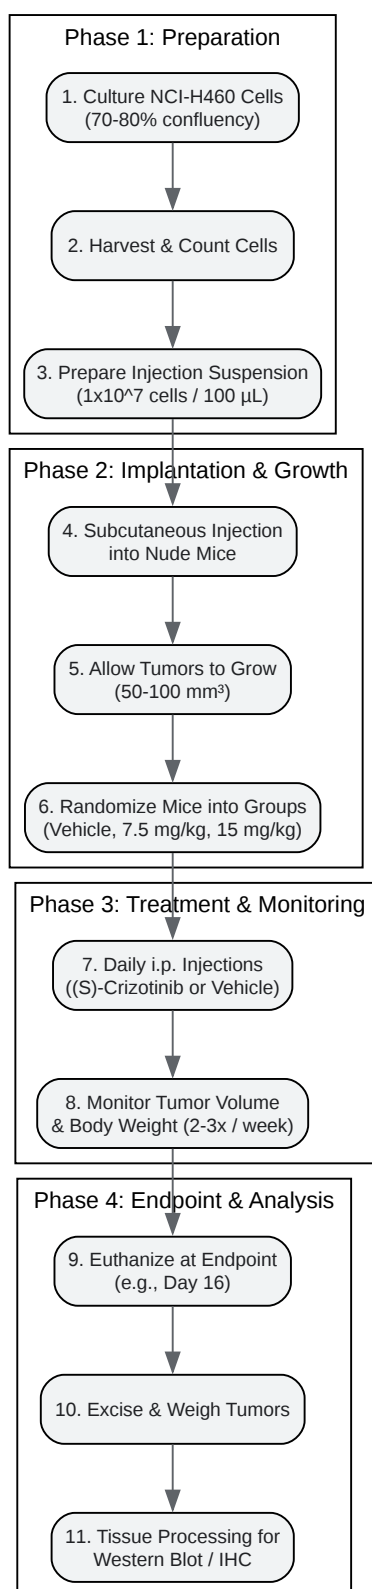 Phase 1: Preparation
1. Culture NCI-H460 Cells
(70-80% confluency)
2. Harvest & Count Cells
3. Prepare Injection Suspension
(1x10^7 cells / 100 µL)
Phase 2: Implantation & Growth
4. Subcutaneous Injection
into Nude Mice
5. Allow Tumors to Grow
(50-100 mm³)
6. Randomize Mice into Groups
(Vehicle, 7.5 mg/kg, 15 mg/kg)
Phase 3: Treatment & Monitoring
7. Daily i.p. Injections
((S)-Crizotinib or Vehicle)
8. Monitor Tumor Volume
& Body Weight (2-3x / week)
Phase 4: Endpoint & Analysis
9. Euthanize at Endpoint
(e.g., Day 16)
10. Excise & Weigh Tumors
11. Tissue Processing for
Western Blot / IHC